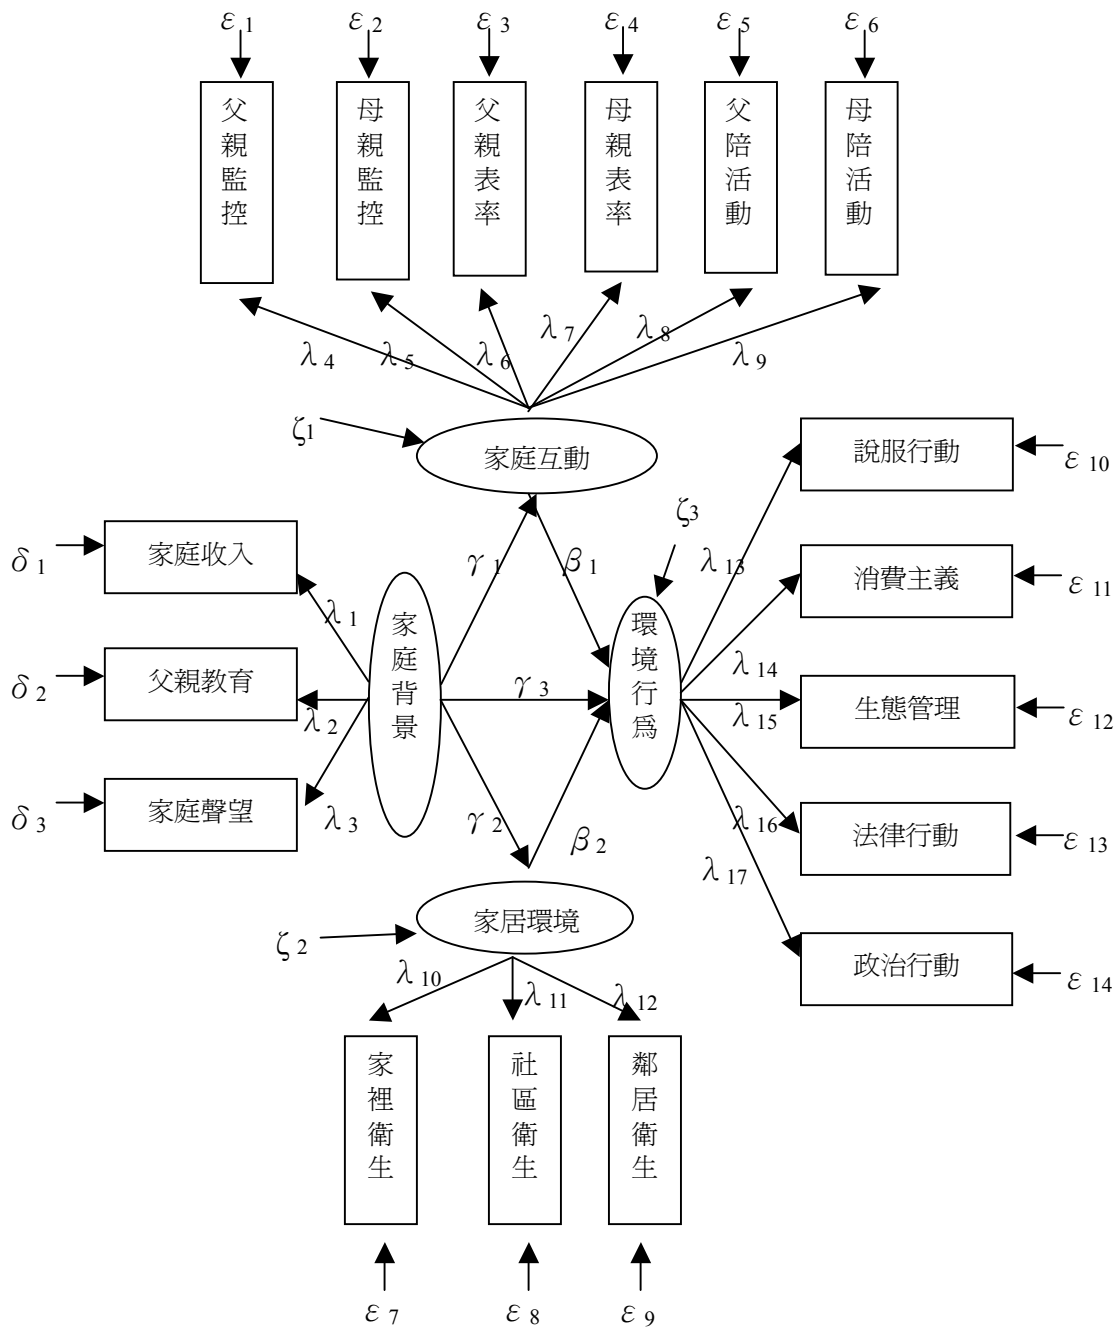 ε1 ε2 ε3 ε4 ε5 ε6
父親監控
母親監控
父親表率
母親表率
父陪活動
母陪活動
λ4 λ5 λ6 λ7 λ8 λ9
ζ1
家庭互動
說服行動
ε10
ζ3
δ1
家庭收入
γ1
β1
λ13
消費主義
ε11
λ1
家庭背景
環境行爲
δ2
父親教育
λ2
γ3
λ14
λ15
生態管理
ε12
δ3
家庭聲望
λ3
γ2
β2
λ16
法律行動
ε13
λ17
ζ2
家居環境
政治行動
ε14
λ10 λ11 λ12
家裡衛生
社區衛生
鄰居衛生
ε7 ε8 ε9